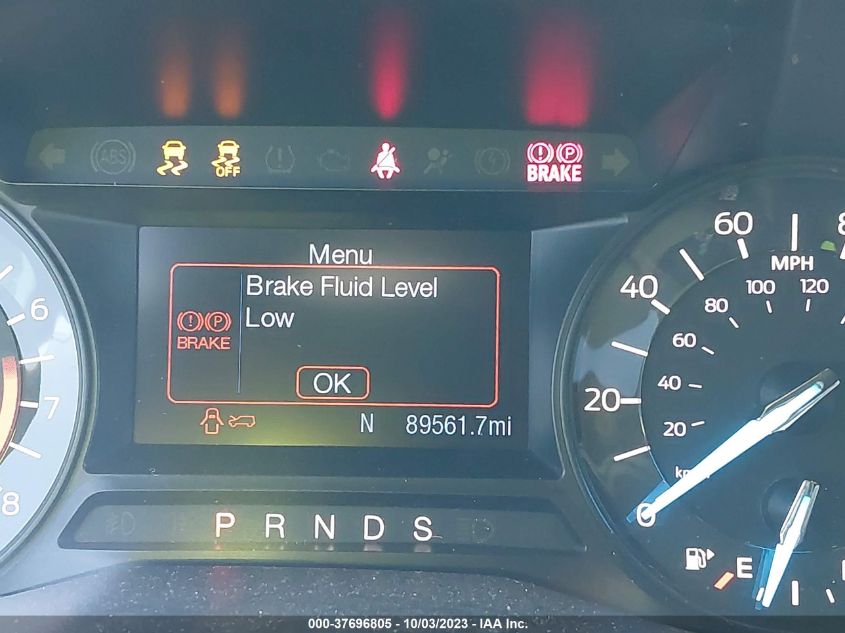 ABS
OFF
BRAKE
Menu
Brake Fluid Level
Low
BRAKE
OK
N 89561.7mi
6
7
8
P R N D S
60
MPH
40
80 100 120
60
20
40
20
0
E
000-37696805 - 10/03/2023 - IAA Inc.